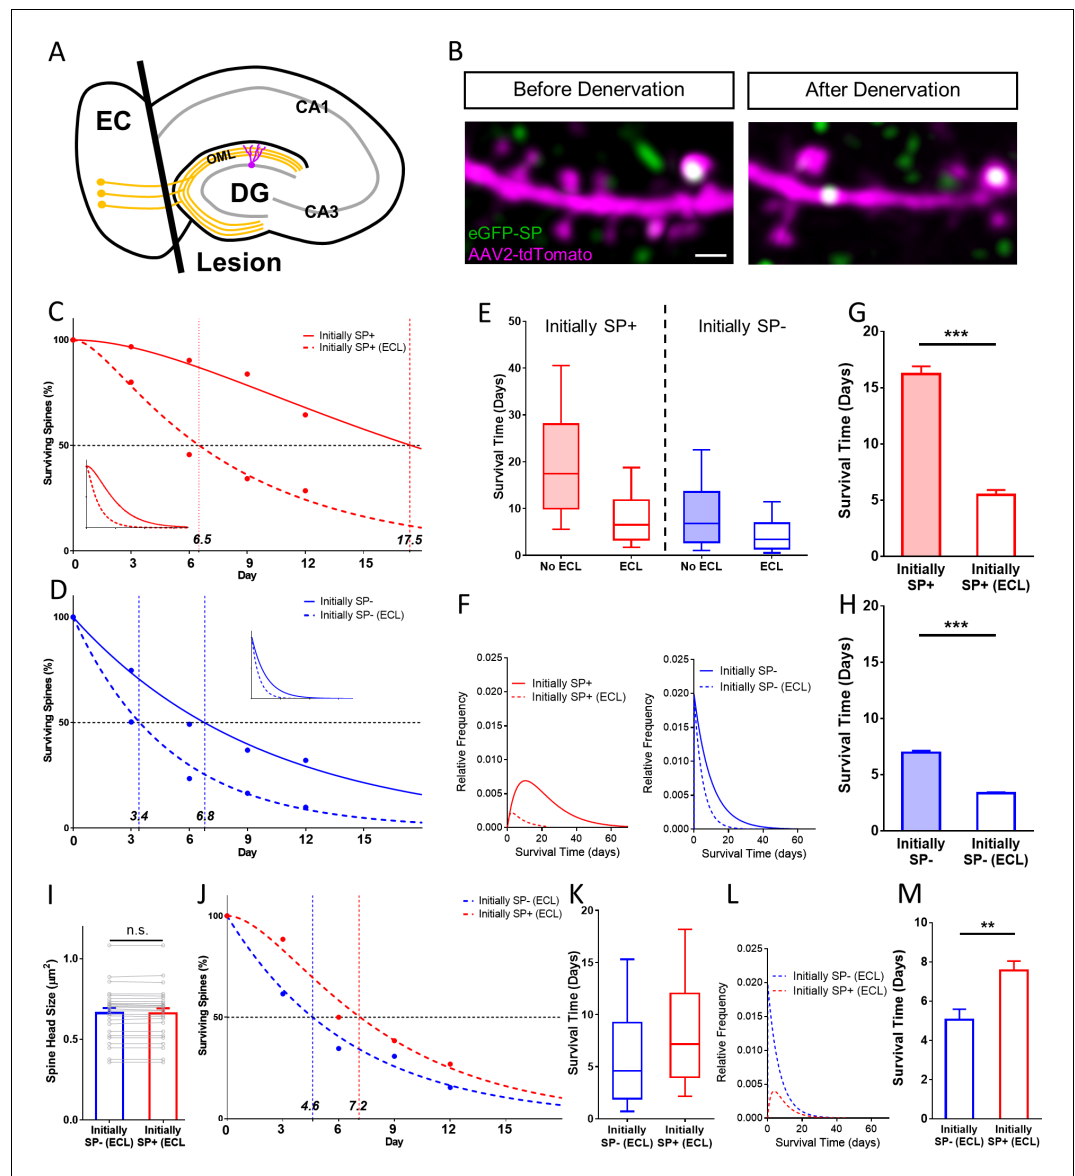 A
EC
CA1
OML
DG
CA3
Lesion
B
Before Denervation
After Denervation
eGFP-SP
AAV2-tdTomato
C
Initially SP+
Initially SP+ (ECL)
Surviving Spines (%)
100
50
0
0 3 6 9 12 15
6.5
17.5
Day
D
Initially SP-
Initially SP- (ECL)
Surviving Spines (%)
100
50
0
0 3 6 9 12 15
3.4
6.8
Day
E
Initially SP+
Initially SP-
Survival Time (Days)
50
40
30
20
10
0
No ECL
ECL
No ECL
ECL
F
Relative Frequency
0.025
0.020
0.015
0.010
0.005
0.000
Initially SP+
Initially SP+ (ECL)
0 20 40 60
Survival Time (days)
Relative Frequency
0.025
0.020
0.015
0.010
0.005
0.000
Initially SP-
Initially SP- (ECL)
0 20 40 60
Survival Time (days)
G
Survival Time (Days)
20
15
10
5
0
***
Initially
SP+
Initially
SP+ (ECL)
H
Survival Time (Days)
20
15
10
5
0
***
Initially
SP-
Initially
SP- (ECL)
I
Spine Head Size (μm²)
1.0
0.5
0.0
n.s.
Initially
SP- (ECL)
Initially
SP+ (ECL
J
Initially SP- (ECL)
Initially SP+ (ECL)
Surviving Spines (%)
100
50
0
0 3 6 9 12 15
4.6
7.2
Day
K
Survival Time (Days)
20
15
10
5
0
Initially
SP- (ECL)
Initially
SP+ (ECL)
L
Relative Frequency
0.025
0.020
0.015
0.010
0.005
0.000
Initially SP- (ECL)
Initially SP+ (ECL)
0 20 40 60
Survival Time (days)
M
Survival Time (Days)
10
8
6
4
2
0
**
Initially
SP- (ECL)
Initially
SP+ (ECL)